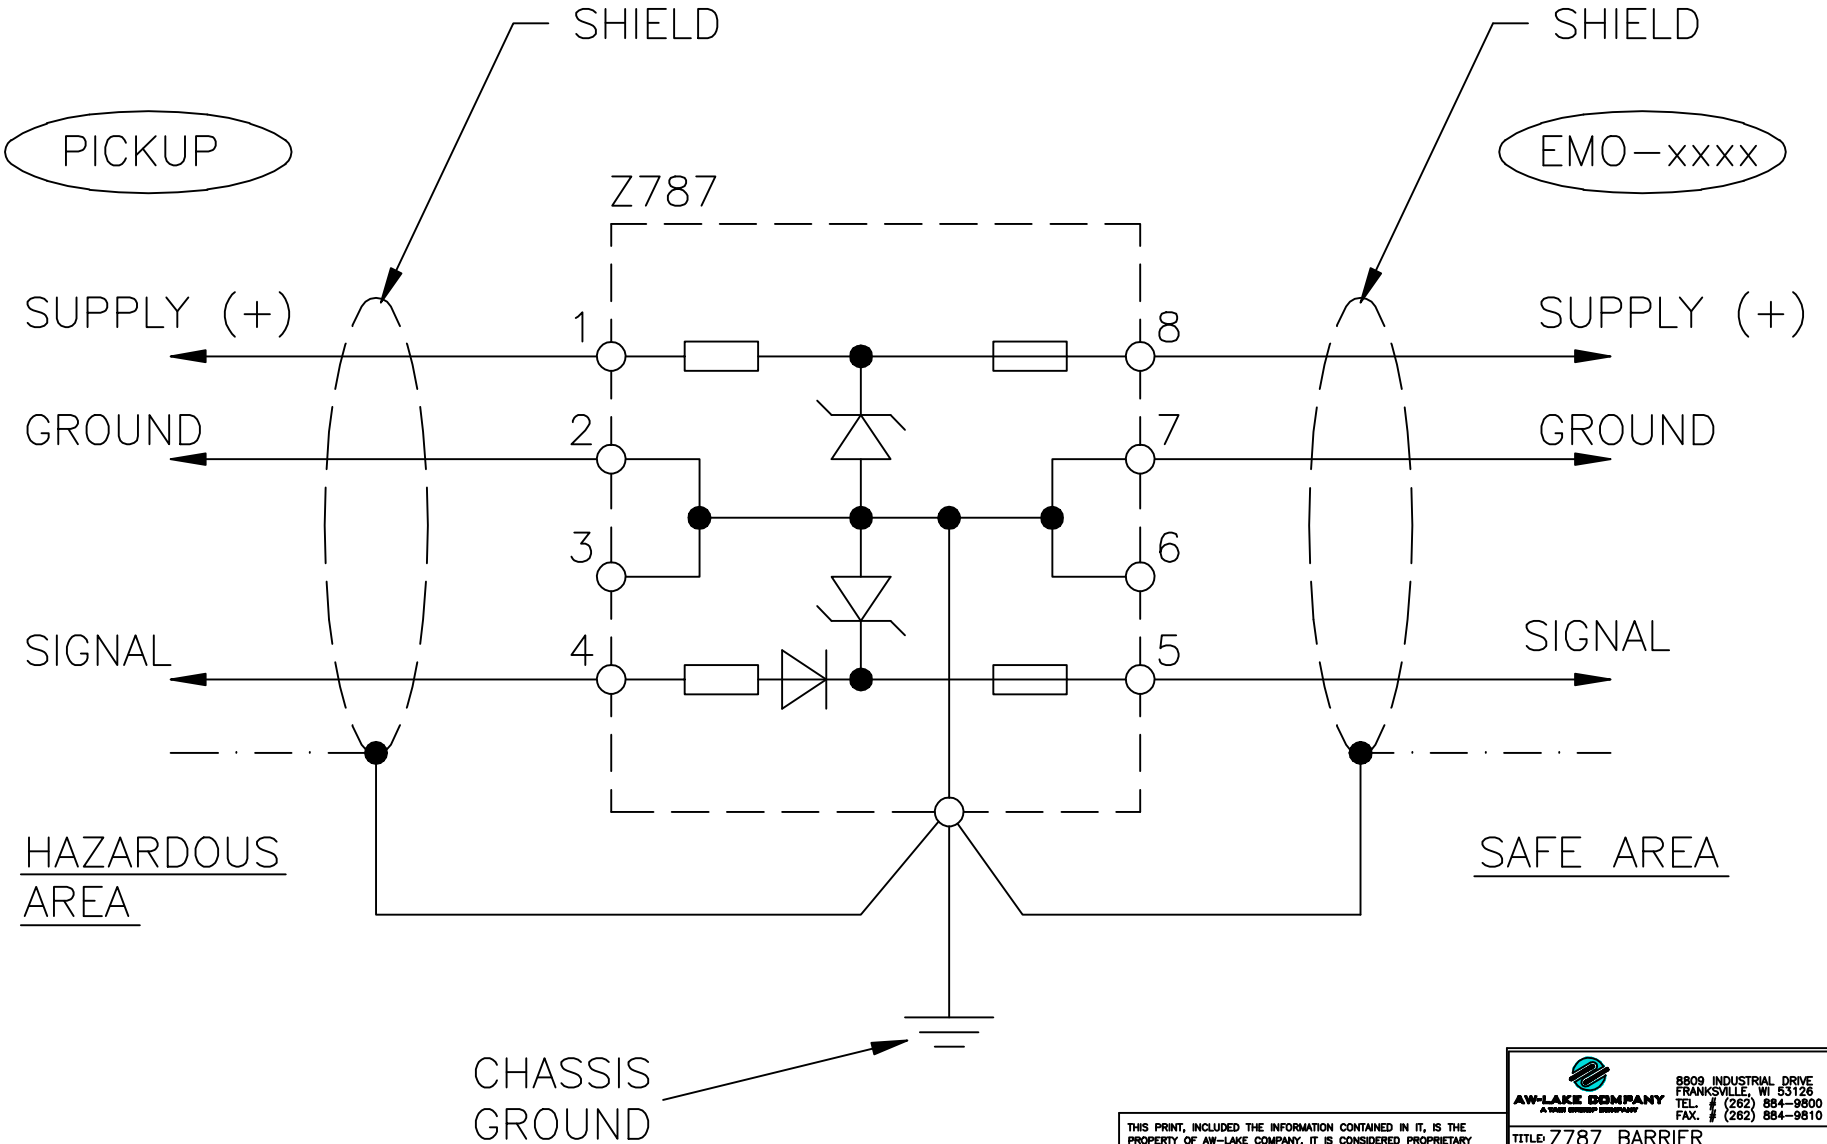 SHIELD
SHIELD
PICKUP
EMO-xxxx
Z787
SUPPLY (+)
1
8
SUPPLY (+)
GROUND
2
7
GROUND
3
6
SIGNAL
4
5
SIGNAL
HAZARDOUS
AREA
SAFE AREA
CHASSIS
GROUND
AW-LAKE COMPANY
A TASI GROUP COMPANY
8809 INDUSTRIAL DRIVE
FRANKSVILLE, WI 53126
TEL. # (262) 884-9800
FAX. # (262) 884-9810
THIS PRINT, INCLUDED THE INFORMATION CONTAINED IN IT, IS THE
PROPERTY OF AW-LAKE COMPANY. IT IS CONSIDERED PROPRIETARY
TITLE: Z787 BARRIER